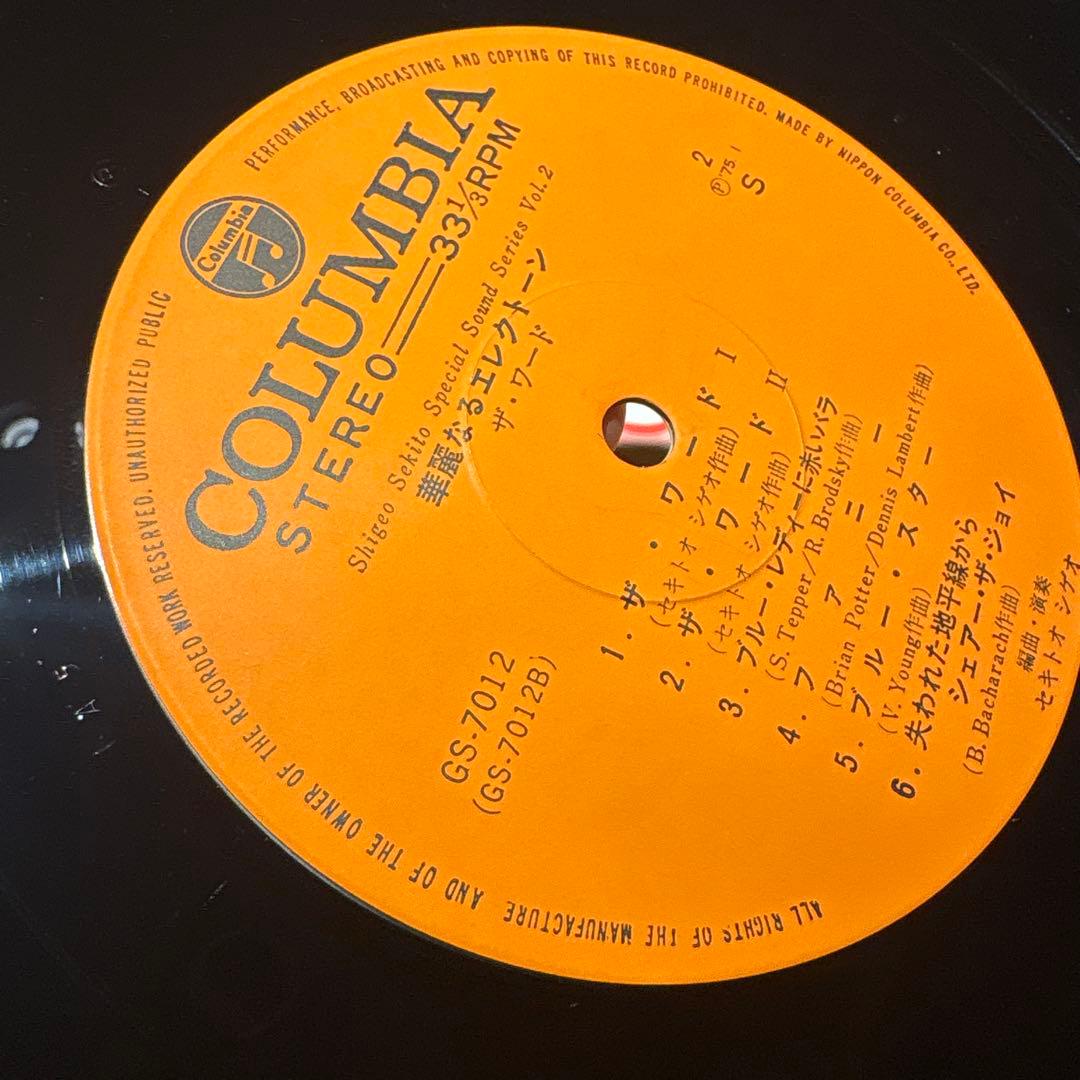 PERFORMANCE, BROADCASTING AND COPYING OF THIS RECORD PROHIBITED. MADE BY NIPPON COLUMBIA CO., LTD.
Columbia
COLUMBIA
STEREO 33 1/3 RPM
Shigeo Sekito Special Sound Series Vol.2
華麗なるエレクトーン
ザ・ワード
2
Ⓟ'75.1
S
GS-7012
(GS-7012B)
1. ザ・ワード I
(セキトオ シゲオ作曲)
2. ザ・ワード II
(セキトオ シゲオ作曲)
3. ブルー・レディーに赤いバラ
(S. Tepper/R. Brodsky作曲)
4. ファニー
(Brian Potter/Dennis Lambert作曲)
5. ブルー・スター
(V. Young作曲)
6. 失われた地平線から
シェアー・ザ・ジョイ
(B. Bacharach作曲)
編曲・演奏
セキトオ シゲオ
ALL RIGHTS OF THE MANUFACTURE AND OF THE OWNER OF THE RECORDED WORK RESERVED. UNAUTHORIZED PUBLIC